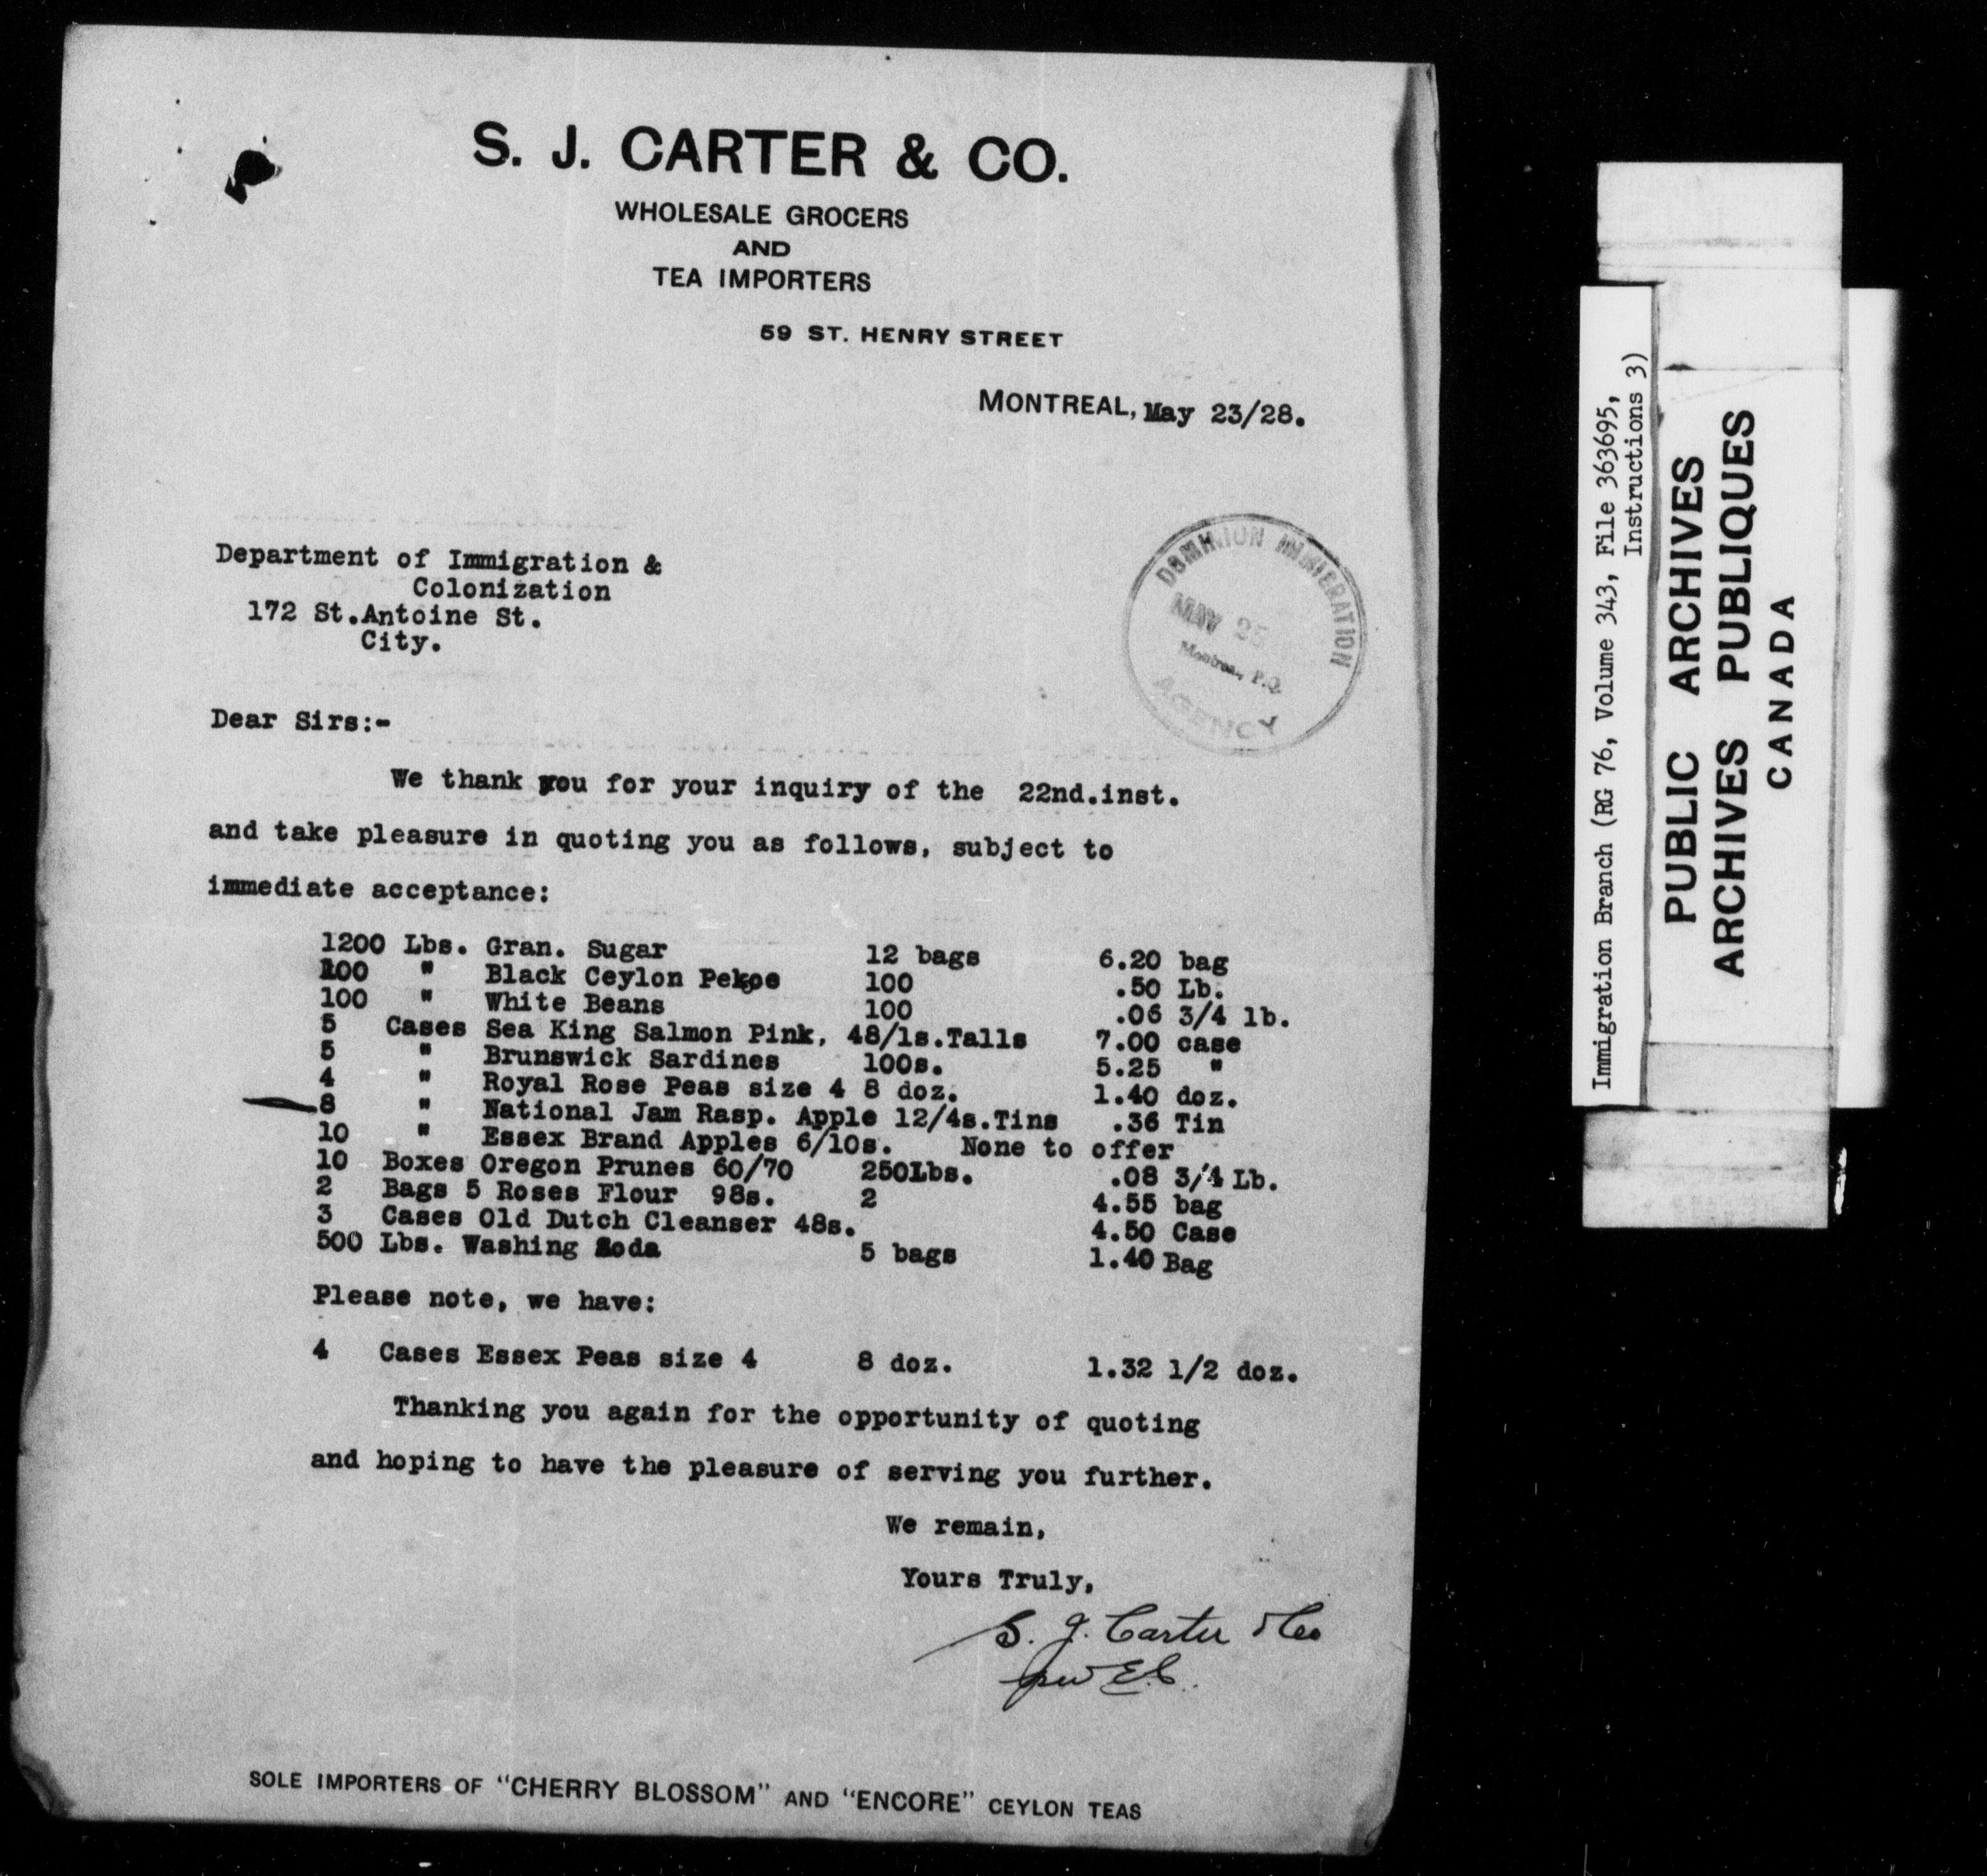 S. J. CARTER & CO.
WHOLESALE GROCERS
AND
TEA IMPORTERS
59 ST. HENRY STREET
MONTREAL, May 23/28.
Department of Immigration &
Colonization
172 St.Antoine St.
City.
DOMINION IMMIGRATION
MAY 25
Montreal, P.Q.
AGENCY
Dear Sirs:-
We thank you for your inquiry of the 22nd.inst.
and take pleasure in quoting you as follows, subject to
immediate acceptance:
1200 Lbs. Gran. Sugar 12 bags 6.20 bag
100 " Black Ceylon Pekoe 100 .50 Lb.
100 " White Beans 100 .06 3/4 lb.
5 Cases Sea King Salmon Pink, 48/1s.Talls 7.00 case
5 " Brunswick Sardines 100s. 5.25 "
4 " Royal Rose Peas size 4 8 doz. 1.40 doz.
8 " National Jam Rasp. Apple 12/4s.Tins .36 Tin
10 " Essex Brand Apples 6/10s. None to offer
10 Boxes Oregon Prunes 60/70 250Lbs. .08 3/4 Lb.
2 Bags 5 Roses Flour 98s. 2 4.55 bag
3 Cases Old Dutch Cleanser 48s. 4.50 Case
500 Lbs. Washing Soda 5 bags 1.40 Bag
Please note, we have:
4 Cases Essex Peas size 4 8 doz. 1.32 1/2 doz.
Thanking you again for the opportunity of quoting
and hoping to have the pleasure of serving you further.
We remain,
Yours Truly,
S. J. Carter & Co
per E.C.
SOLE IMPORTERS OF "CHERRY BLOSSOM" AND "ENCORE" CEYLON TEAS
Immigration Branch (RG 76, Volume 343, File 363695,
Instructions 3)
PUBLIC ARCHIVES
ARCHIVES PUBLIQUES
CANADA